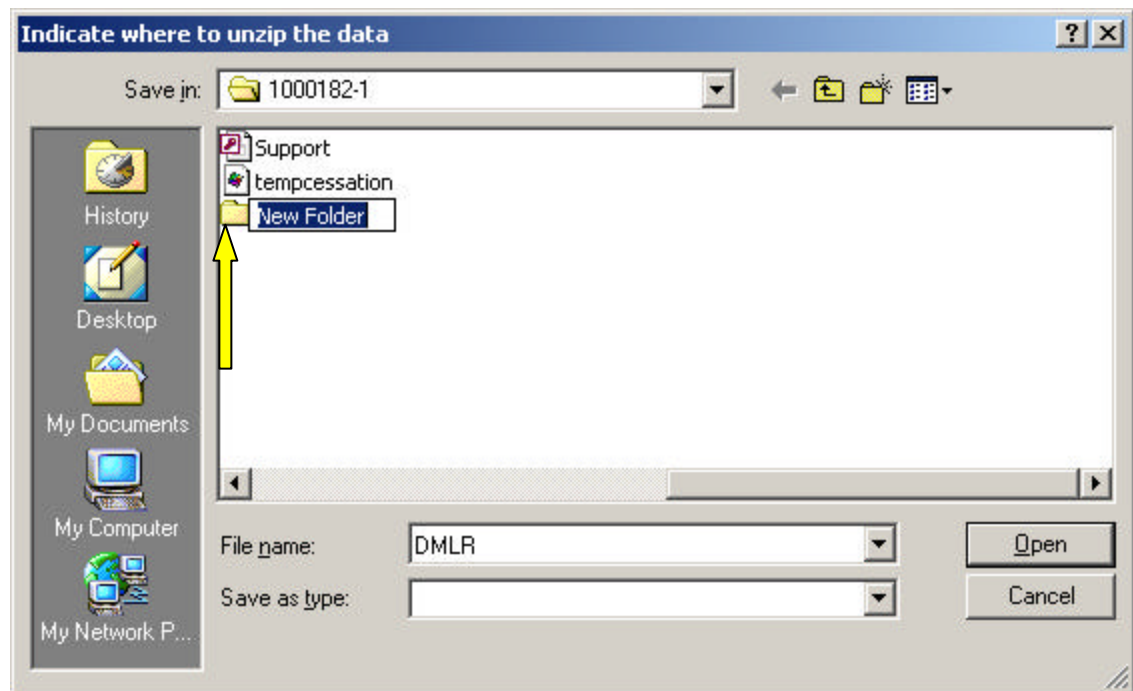 Indicate where to unzip the data
Save in: 1000182-1
Support
tempcessation
New Folder
History
Desktop
My Documents
My Computer
My Network P...
File name: DMLR Open
Save as type: Cancel